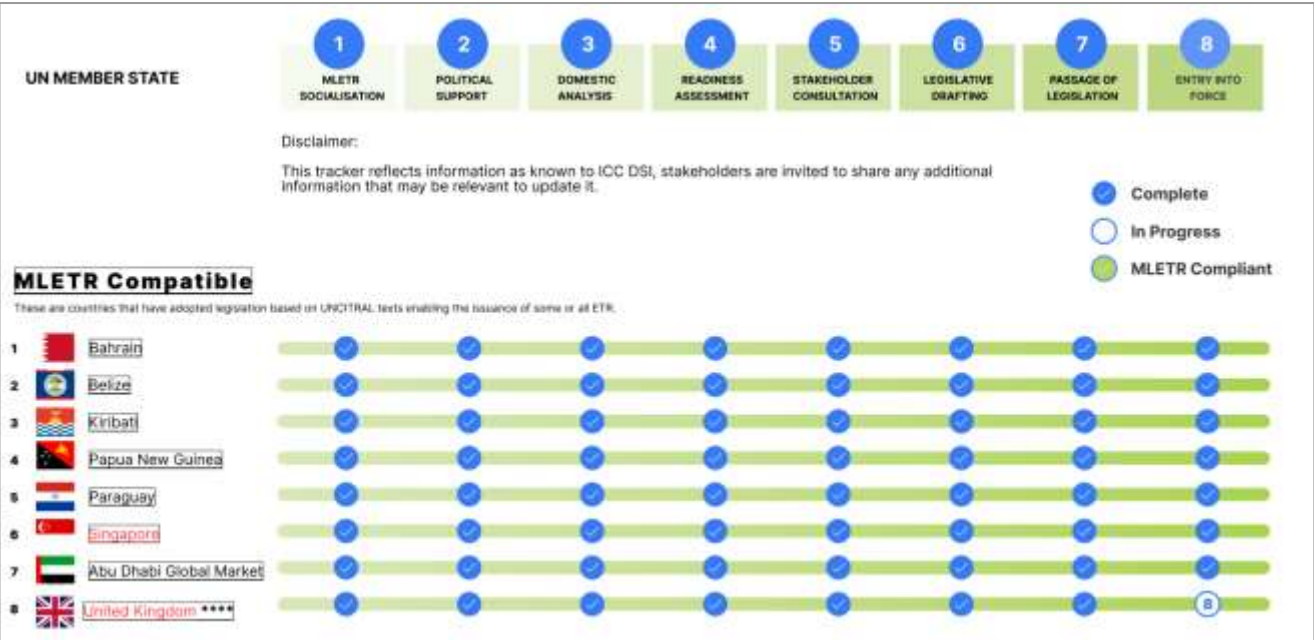 UN MEMBER STATE
1 2 3 4 5 6 7 8
MLETR SOCIALISATION
POLITICAL SUPPORT
DOMESTIC ANALYSIS
READINESS ASSESSMENT
STAKEHOLDER CONSULTATION
LEGISLATIVE DRAFTING
PASSAGE OF LEGISLATION
ENTRY INTO FORCE
Disclaimer:
This tracker reflects information as known to ICC DSI, stakeholders are invited to share any additional
information that may be relevant to update it.
Complete
In Progress
MLETR Compliant
MLETR Compatible
These are countries that have adopted legislation based on UNCITRAL texts enabling the issuance of some or all ETR.
1 Bahrain
2 Belize
3 Kiribati
4 Papua New Guinea
5 Paraguay
6 Singapore
7 Abu Dhabi Global Market
8 United Kingdom **** 8